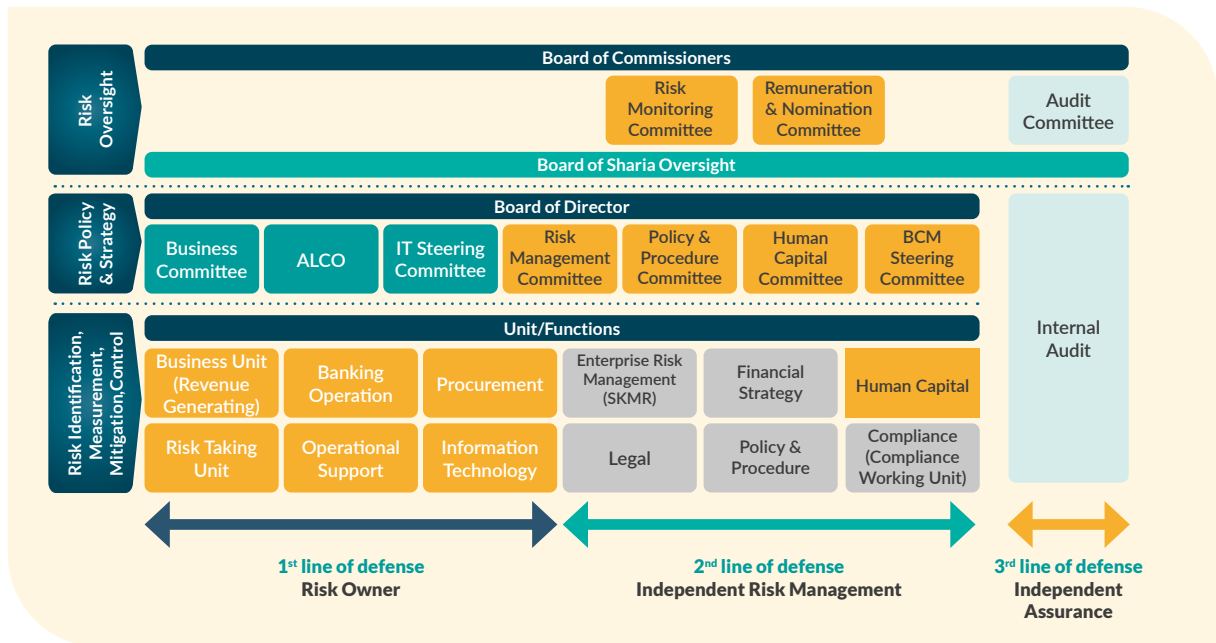 Risk
Oversight
Board of Commissioners
Risk
Monitoring
Committee
Remuneration
& Nomination
Committee
Audit
Committee
Board of Sharia Oversight
Risk Policy
& Strategy
Board of Director
Business
Committee
ALCO
IT Steering
Committee
Risk
Management
Committee
Policy &
Procedure
Committee
Human
Capital
Committee
BCM
Steering
Committee
Internal
Audit
Risk Identification,
Measurement,
Mitigation,Control
Unit/Functions
Business Unit
(Revenue
Generating)
Banking
Operation
Procurement
Enterprise Risk
Management
(SKMR)
Financial
Strategy
Human Capital
Risk Taking
Unit
Operational
Support
Information
Technology
Legal
Policy &
Procedure
Compliance
(Compliance
Working Unit)
1st line of defense
Risk Owner
2nd line of defense
Independent Risk Management
3rd line of defense
Independent
Assurance